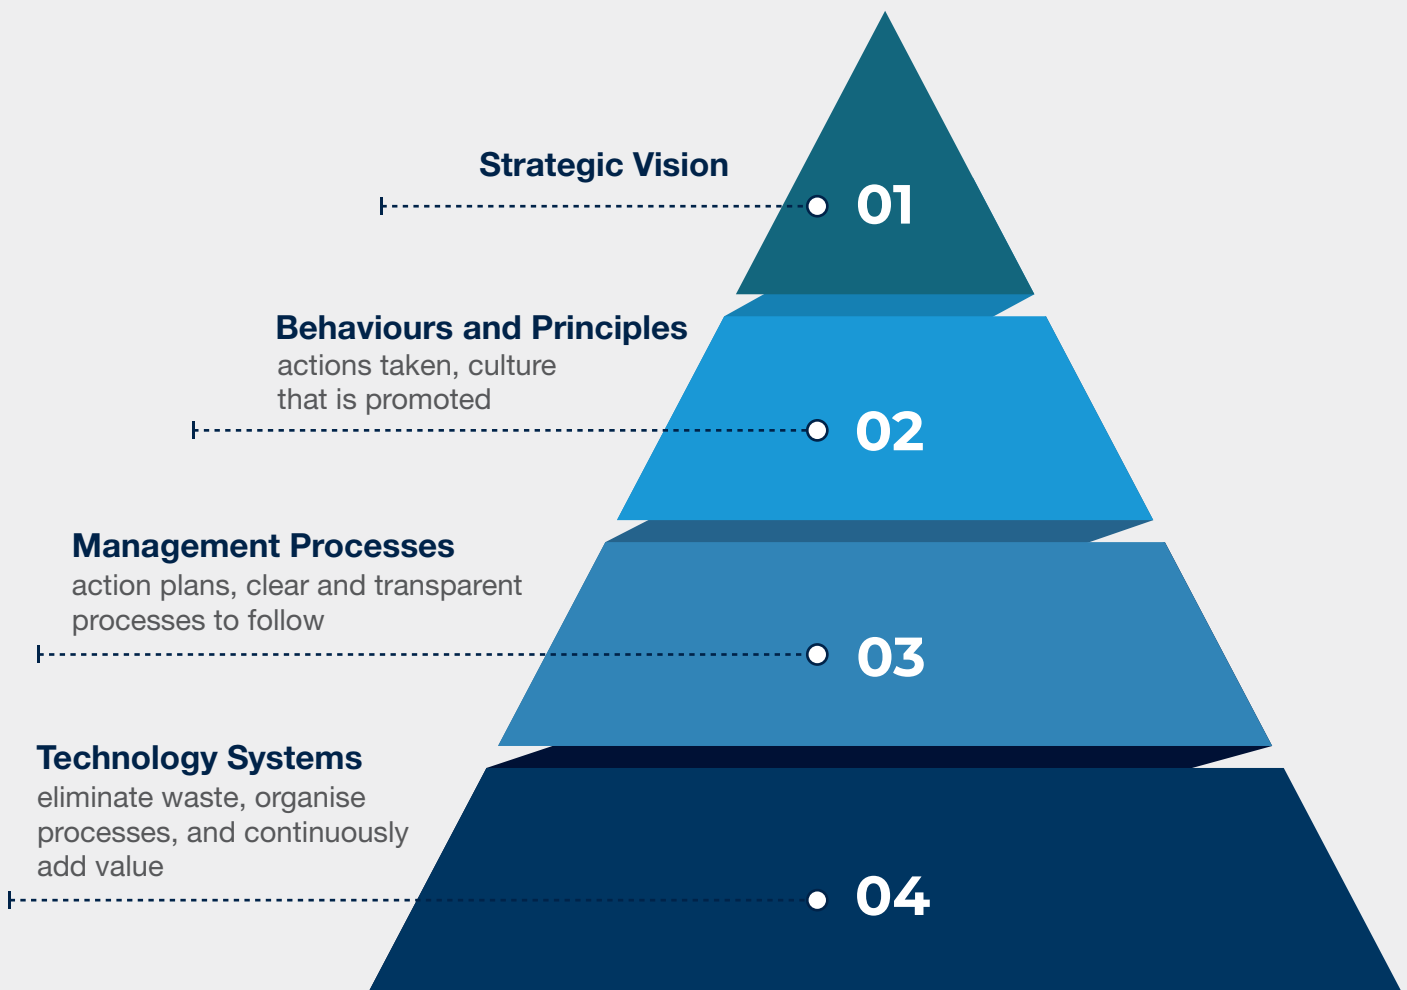 Strategic Vision
01
Behaviours and Principles
actions taken, culture
that is promoted
02
Management Processes
action plans, clear and transparent
processes to follow
03
Technology Systems
eliminate waste, organise
processes, and continuously
add value
04